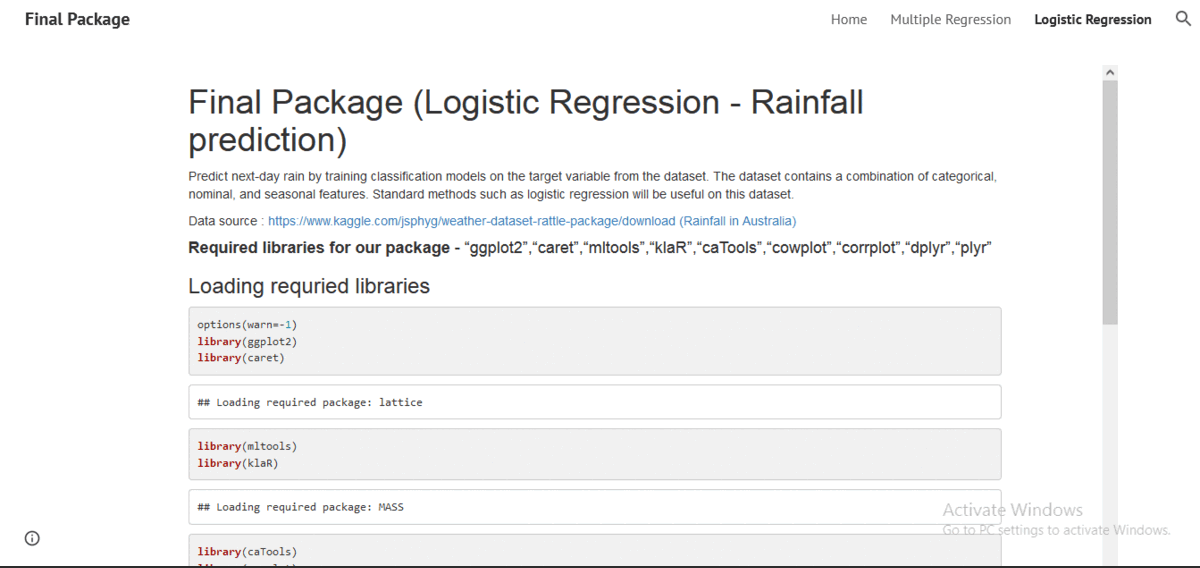 Final Package
Home Multiple Regression Logistic Regression
Final Package (Logistic Regression - Rainfall
prediction)
Predict next-day rain by training classification models on the target variable from the dataset. The dataset contains a combination of categorical,
nominal, and seasonal features. Standard methods such as logistic regression will be useful on this dataset.
Data source : https://www.kaggle.com/jsphyg/weather-dataset-rattle-package/download (Rainfall in Australia)
Required libraries for our package - “ggplot2”,“caret”,“mltools”,“klaR”,“caTools”,“cowplot”,“corrplot”,“dplyr”,“plyr”
Loading requried libraries
options(warn=-1)
library(ggplot2)
library(caret)
## Loading required package: lattice
library(mltools)
library(klaR)
## Loading required package: MASS
Activate Windows
Go to PC settings to activate Windows.
library(caTools)